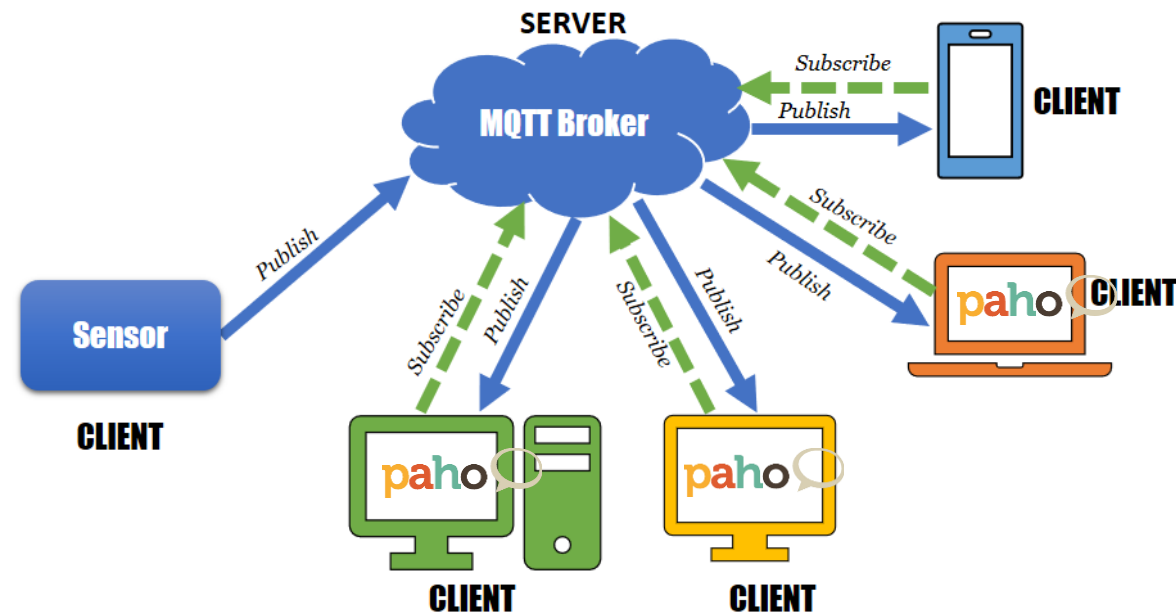 SERVER
MQTT Broker
Subscribe
Publish
CLIENT
Publish
Subscribe
Publish
paho
CLIENT
Sensor
CLIENT
Subscribe
Publish
Subscribe
Publish
paho
paho
CLIENT
CLIENT